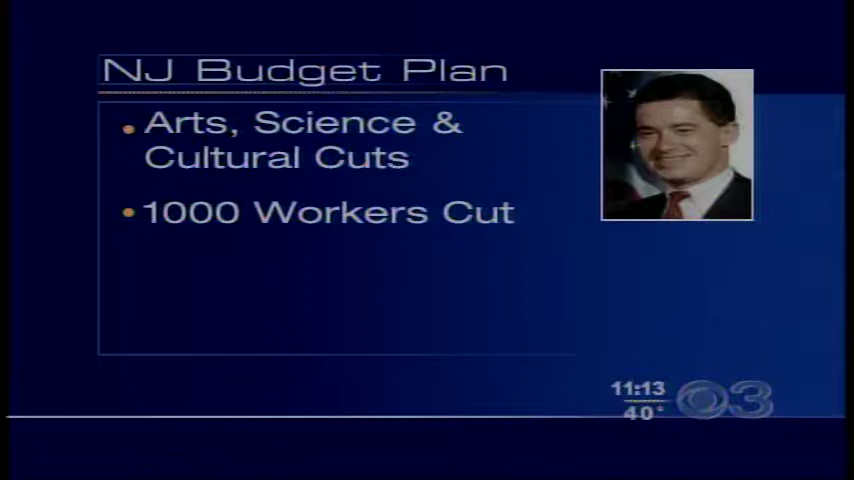 NJ Budget Plan
• Arts, Science &
Cultural Cuts
• 1000 Workers Cut
11:13
40°
3